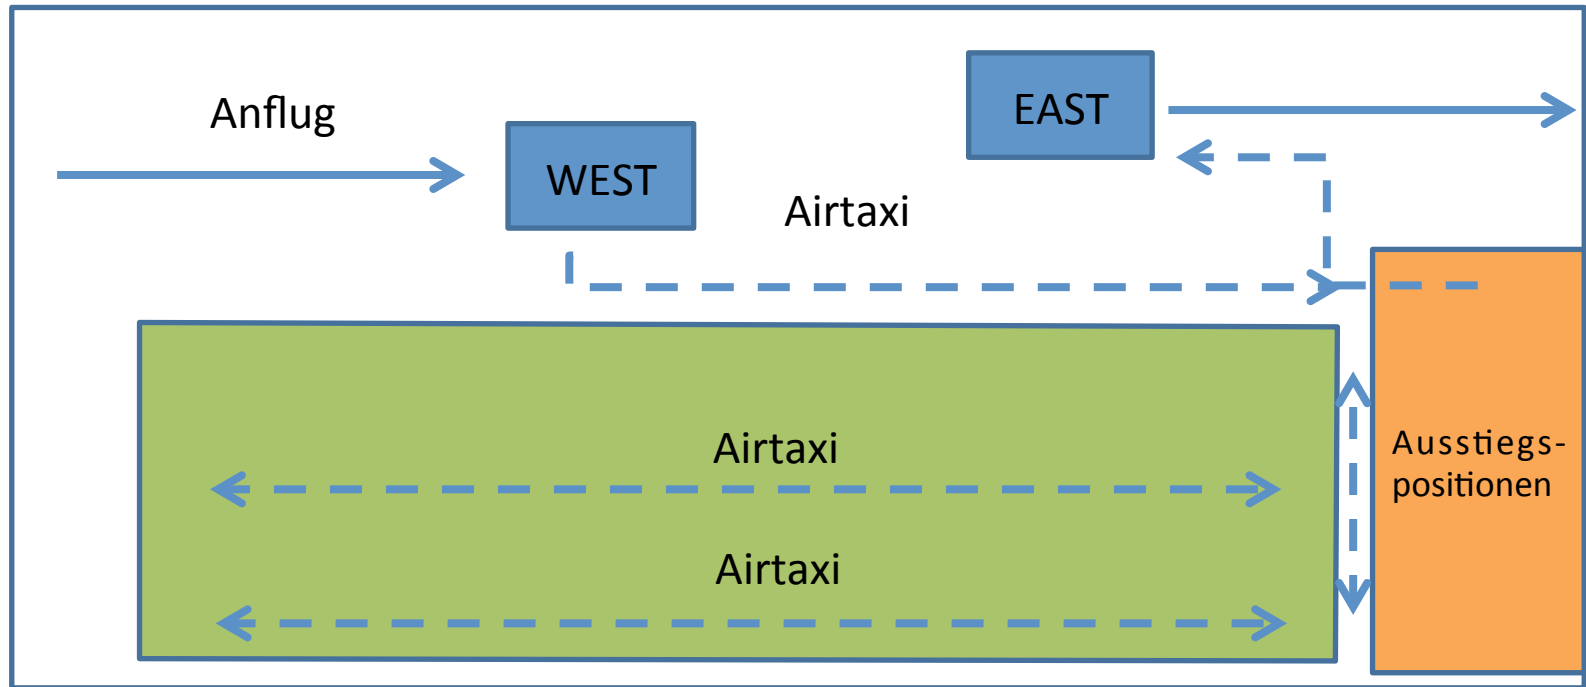 Anflug
EAST
WEST
Airtaxi
Airtaxi
Ausstiegs-
positionen
Airtaxi